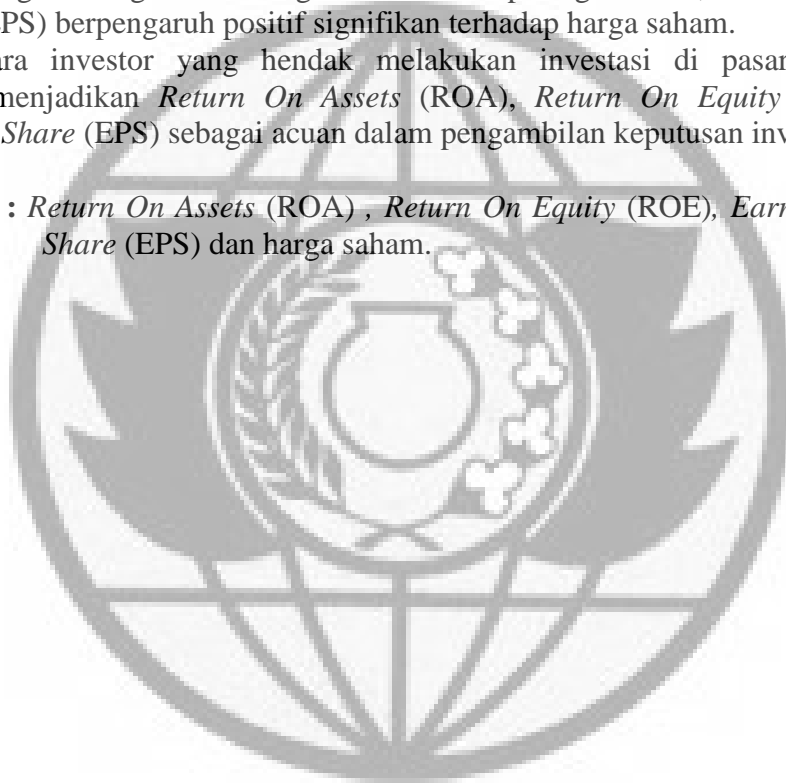 EPS) berpengaruh positif signifikan terhadap harga saham.
ara investor yang hendak melakukan investasi di pasar
menjadikan Return On Assets (ROA), Return On Equity
Share (EPS) sebagai acuan dalam pengambilan keputusan inv
: Return On Assets (ROA) , Return On Equity (ROE), Earn
Share (EPS) dan harga saham.